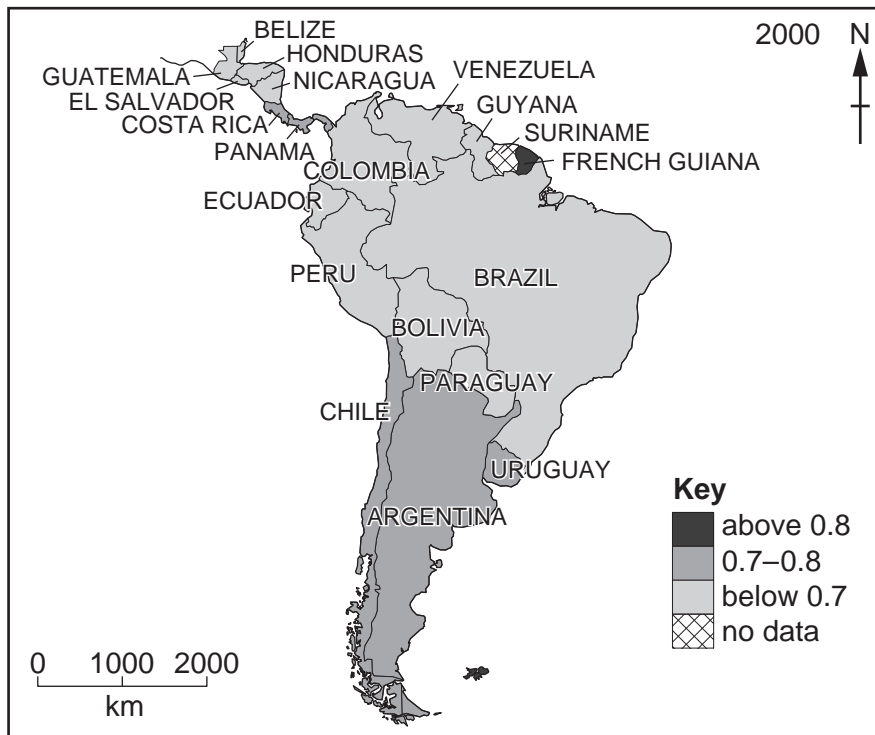 BELIZE
2000 N
HONDURAS
GUATEMALA
NICARAGUA
VENEZUELA
EL SALVADOR
GUYANA
COSTA RICA
SURINAME
PANAMA
FRENCH GUIANA
COLOMBIA
ECUADOR
PERU
BRAZIL
BOLIVIA
PARAGUAY
CHILE
URUGUAY
ARGENTINA
Key
above 0.8
0.7–0.8
below 0.7
no data
0 1000 2000
km